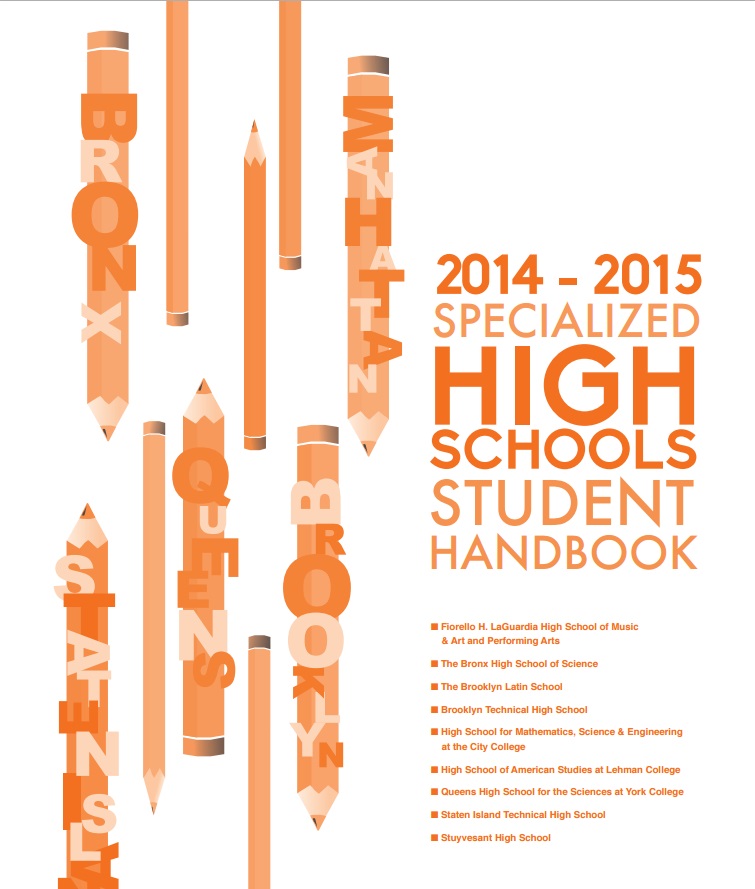 BRONX
MANHATTAN
QUEENS
BROOKLYN
STATEN ISLA
2014 - 2015
SPECIALIZED
HIGH
SCHOOLS
STUDENT
HANDBOOK
■ Fiorello H. LaGuardia High School of Music
& Art and Performing Arts
■ The Bronx High School of Science
■ The Brooklyn Latin School
■ Brooklyn Technical High School
■ High School for Mathematics, Science & Engineering
at the City College
■ High School of American Studies at Lehman College
■ Queens High School for the Sciences at York College
■ Staten Island Technical High School
■ Stuyvesant High School